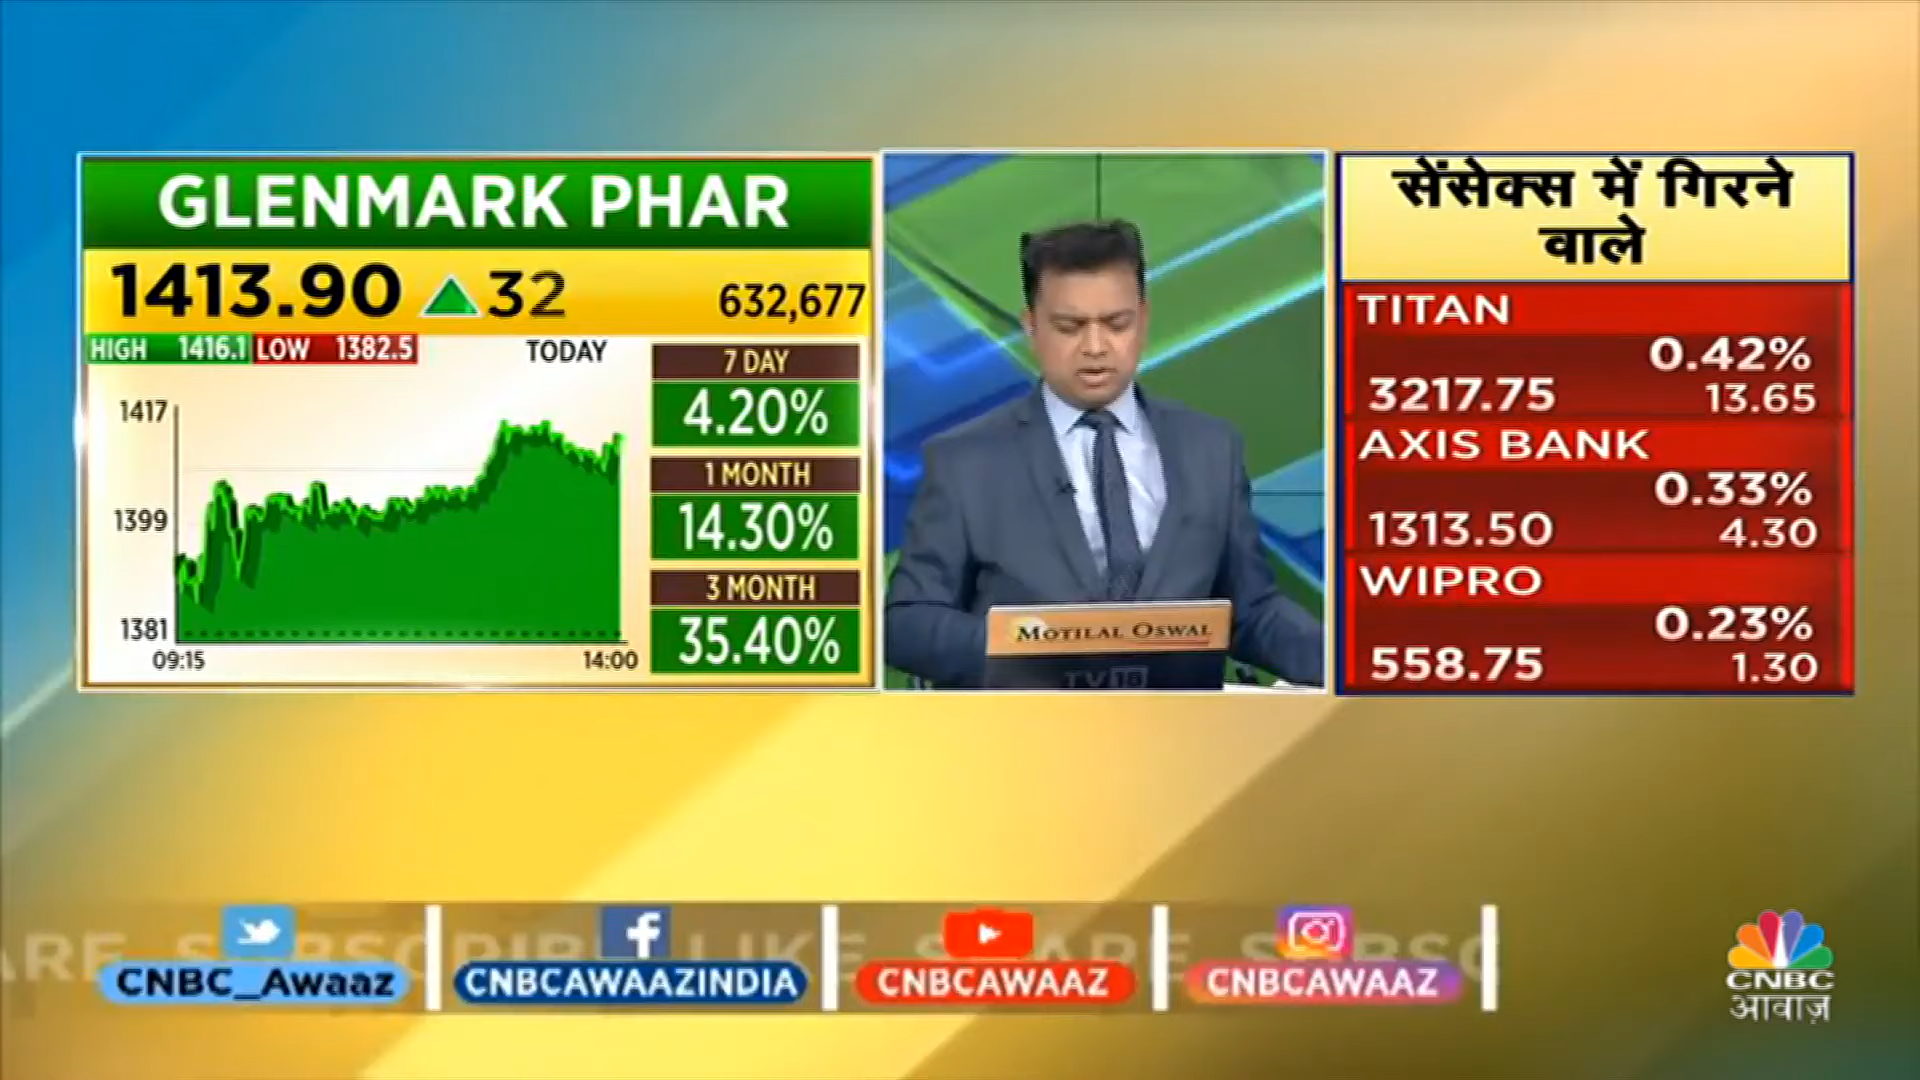 GLENMARK PHAR
1413.90 ▲32 632,677
HIGH 1416.1 LOW 1382.5 TODAY
1417
1399
1381
09:15 14:00
7 DAY
4.20%
1 MONTH
14.30%
3 MONTH
35.40%
MOTILAL OSWAL
TV18
सेंसेक्स में गिरने
वाले
TITAN
0.42%
3217.75 13.65
AXIS BANK
0.33%
1313.50 4.30
WIPRO
0.23%
558.75 1.30
LIKE
CNBC_Awaaz
CNBCAWAAZINDIA
CNBCAWAAZ
CNBCAWAAZ
CNBC
आवाज़